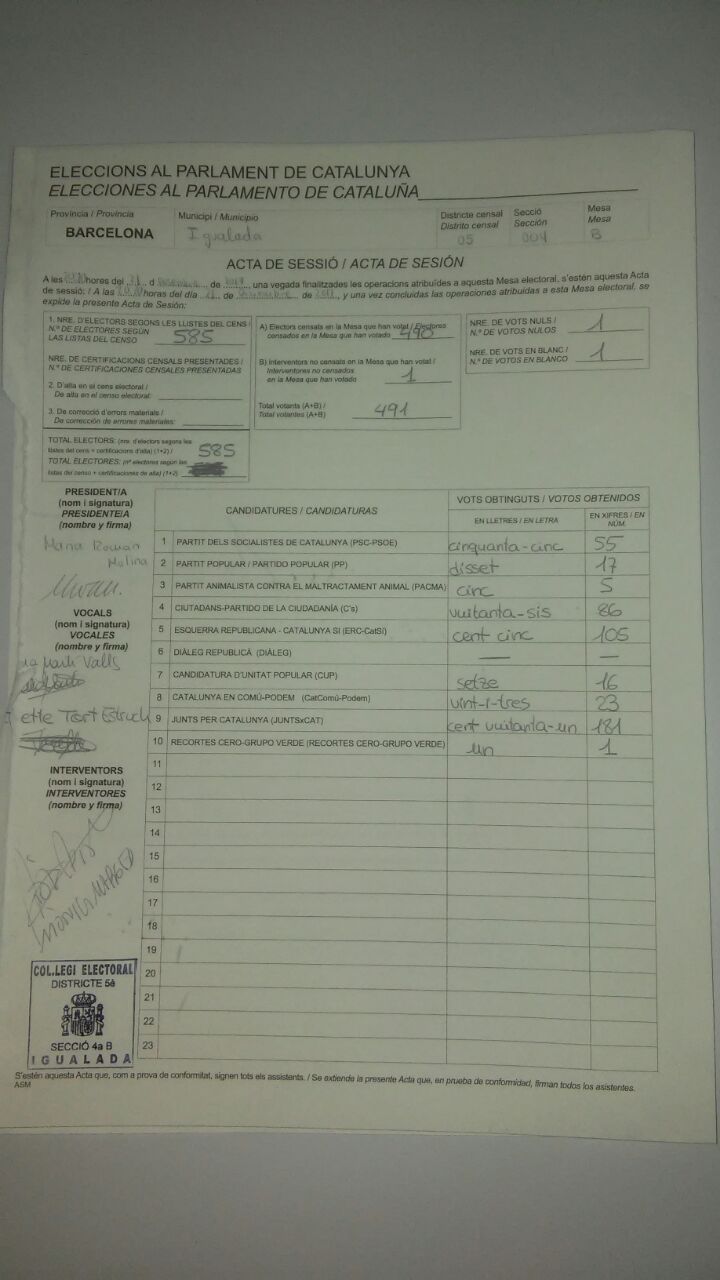 ELECCIONS AL PARLAMENT DE CATALUNYA
ELECCIONES AL PARLAMENTO DE CATALUÑA
Província / Provincia
BARCELONA
Municipi / Municipio
Igualada
Districte censal
Distrito censal
05
Secció
Sección
004
Mesa
Mesa
B
ACTA DE SESSIÓ / ACTA DE SESIÓN
A les hores del d de , una vegada finalitzades les operacions atribuïdes a aquesta Mesa electoral, s'estén aquesta Acta
de sessió: / A las horas del día de de , y una vez concluidas las operaciones atribuidas a esta Mesa electoral, se
expide la presente Acta de Sesión:
1. NRE. D'ELECTORS SEGONS LES LLISTES DEL CENS /
N.º DE ELECTORES SEGÚN
LAS LISTAS DEL CENSO
585
NRE. DE CERTIFICACIONS CENSALS PRESENTADES /
N.º DE CERTIFICACIONES CENSALES PRESENTADAS
2. D'alta en el cens electoral /
De alta en el censo electoral:
3. De correcció d'errors materials /
De corrección de errores materiales:
TOTAL ELECTORS: (nre. d'electors segons les
llistes del cens + certificacions d'alta) (1+2) /
TOTAL ELECTORES: (nº electores según las
listas del censo + certificaciones de alta) (1+2)
585
A) Electors censats en la Mesa que han votat / Electores
censados en la Mesa que han votado
490
B) Interventors no censats en la Mesa que han votat /
Interventores no censados
en la Mesa que han votado
1
Total votants (A+B) /
Total votantes (A+B)
491
NRE. DE VOTS NULS /
N.º DE VOTOS NULOS
1
NRE. DE VOTS EN BLANC /
N.º DE VOTOS EN BLANCO
1
PRESIDENT/A
(nom i signatura)
PRESIDENTE/A
(nombre y firma)
Maria Roman
Molina
VOCALS
(nom i signatura)
VOCALES
(nombre y firma)
Martí Valls
Tort Estruch
INTERVENTORS
(nom i signatura)
INTERVENTORES
(nombre y firma)
CANDIDATURES / CANDIDATURAS
VOTS OBTINGUTS / VOTOS OBTENIDOS
EN LLETRES / EN LETRA
EN XIFRES / EN
NÚM.
1 PARTIT DELS SOCIALISTES DE CATALUNYA (PSC-PSOE) cinquanta-cinc 55
2 PARTIT POPULAR / PARTIDO POPULAR (PP) disset 17
3 PARTIT ANIMALISTA CONTRA EL MALTRACTAMENT ANIMAL (PACMA) cinc 5
4 CIUTADANS-PARTIDO DE LA CIUDADANÍA (C's) vuitanta-sis 86
5 ESQUERRA REPUBLICANA - CATALUNYA SI (ERC-CatSí) cent cinc 105
6 DIÀLEG REPUBLICÀ (DIÀLEG) — —
7 CANDIDATURA D'UNITAT POPULAR (CUP) setze 16
8 CATALUNYA EN COMÚ-PODEM (CatComú-Podem) vint-i-tres 23
9 JUNTS PER CATALUNYA (JUNTSxCAT) cent vuitanta-un 181
10 RECORTES CERO-GRUPO VERDE (RECORTES CERO-GRUPO VERDE) un 1
11
12
13
14
15
16
17
18
19
20
21
22
23
COL.LEGI ELECTORAL
DISTRICTE 5è
SECCIÓ 4a B
IGUALADA
S'estén aquesta Acta que, com a prova de conformitat, signen tots els assistents. / Se extiende la presente Acta que, en prueba de conformidad, firman todos los asistentes.
ASM